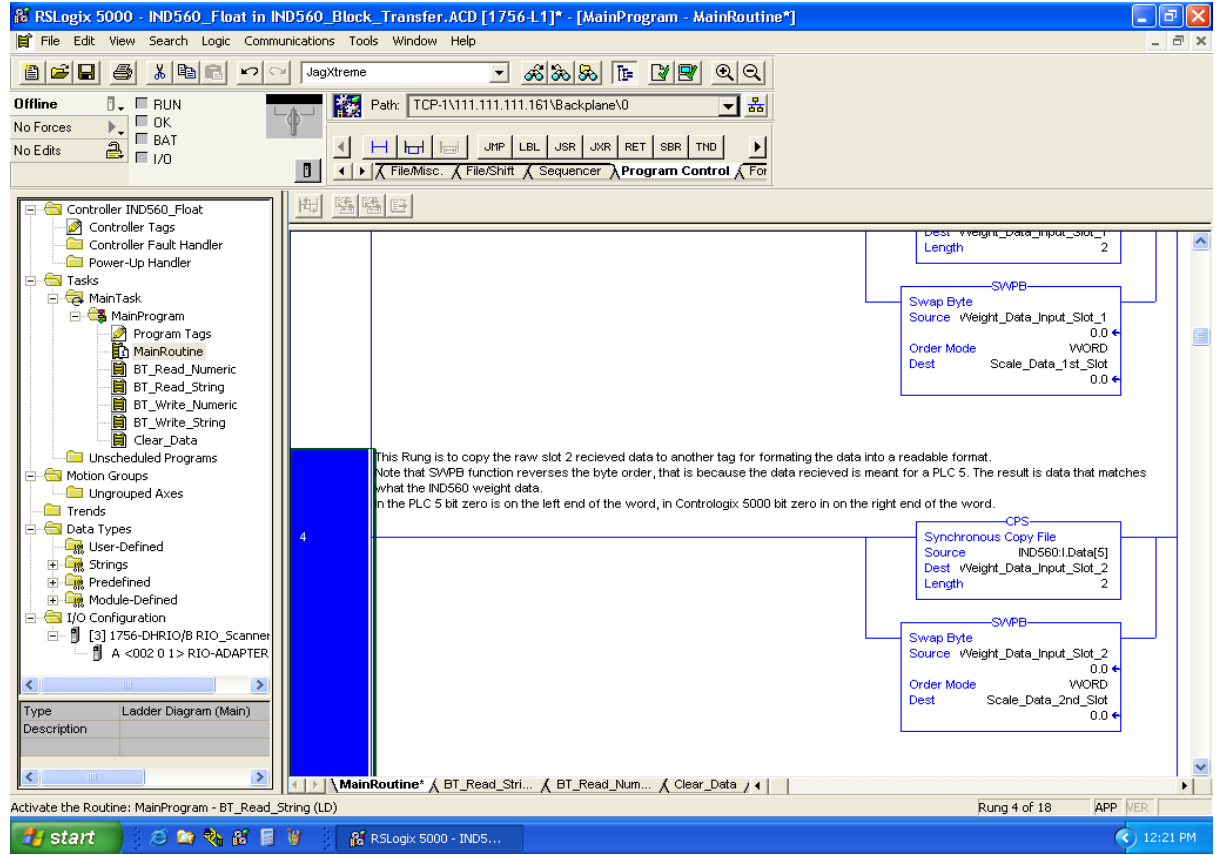 RSLogix 5000 - IND560_Float in IND560_Block_Transfer.ACD [1756-L1]* - [MainProgram - MainRoutine*]
File Edit View Search Logic Communications Tools Window Help
JagXtreme
Offline
RUN
No Forces
OK
No Edits
BAT
I/O
Path: TCP-1\111.111.111.161\Backplane\0
JMP LBL JSR JXR RET SBR TND
File/Misc. File/Shift Sequencer Program Control For
Controller IND560_Float
Controller Tags
Controller Fault Handler
Power-Up Handler
Tasks
MainTask
MainProgram
Program Tags
MainRoutine
BT_Read_Numeric
BT_Read_String
BT_Write_Numeric
BT_Write_String
Clear_Data
Unscheduled Programs
Motion Groups
Ungrouped Axes
Trends
Data Types
User-Defined
Strings
Predefined
Module-Defined
I/O Configuration
[3] 1756-DHRIO/B RIO_Scanner
A <002 0 1> RIO-ADAPTER
Type Ladder Diagram (Main)
Description
Dest Weight_Data_Input_Slot_1
Length 2
SWPB
Swap Byte
Source Weight_Data_Input_Slot_1
0.0
Order Mode WORD
Dest Scale_Data_1st_Slot
0.0
This Rung is to copy the raw slot 2 recieved data to another tag for formating the data into a readable format.
Note that SWPB function reverses the byte order, that is because the data recieved is meant for a PLC 5. The result is data that matches
what the IND560 weight data.
In the PLC 5 bit zero is on the left end of the word, in Contrologix 5000 bit zero in on the right end of the word.
4
CPS
Synchronous Copy File
Source IND560:I.Data[5]
Dest Weight_Data_Input_Slot_2
Length 2
SWPB
Swap Byte
Source Weight_Data_Input_Slot_2
0.0
Order Mode WORD
Dest Scale_Data_2nd_Slot
0.0
MainRoutine* BT_Read_Stri... BT_Read_Num... Clear_Data
Activate the Routine: MainProgram - BT_Read_String (LD)
Rung 4 of 18 APP VER
start RSLogix 5000 - IND5... 12:21 PM